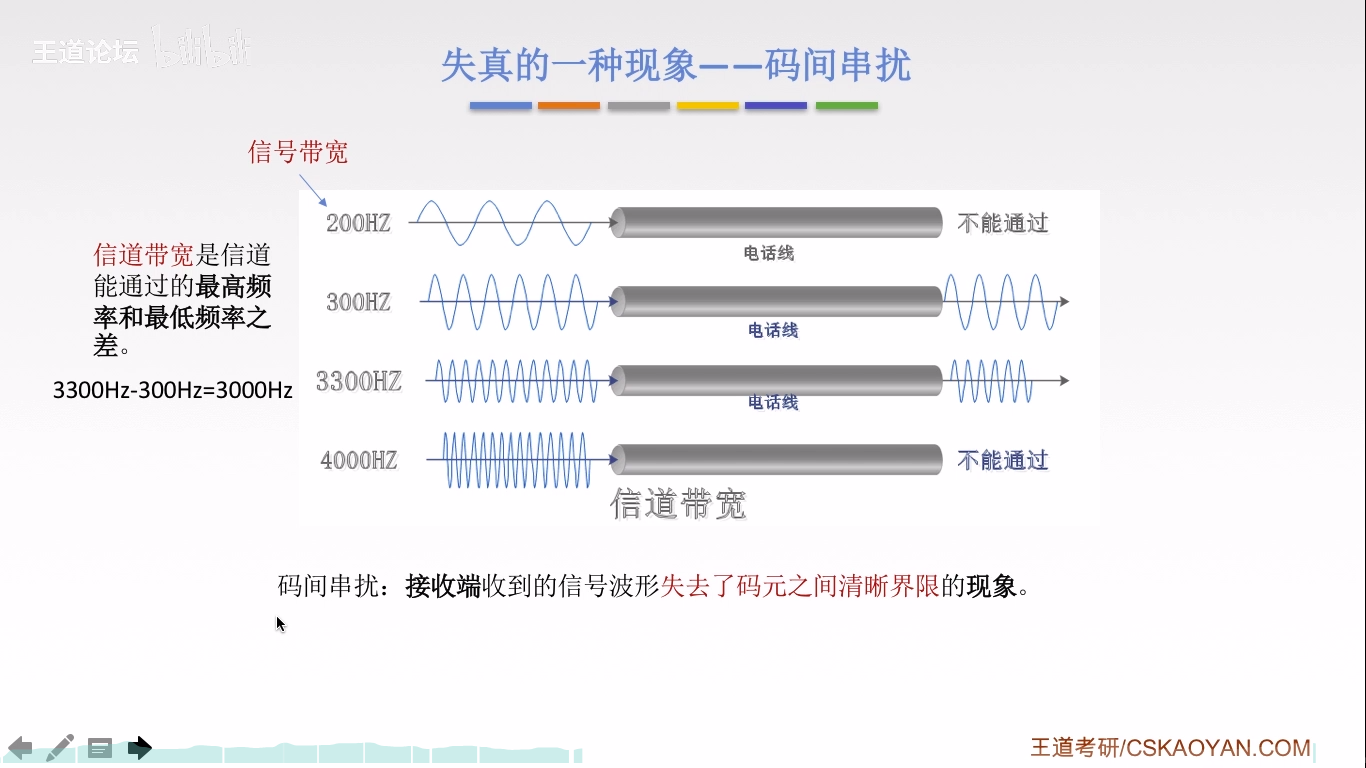 王道论坛 bilibili
失真的一种现象——码间串扰
信号带宽
200HZ
不能通过
电话线
信道带宽是信道
能通过的最高频
率和最低频率之
差。
300HZ
电话线
3300Hz-300Hz=3000Hz
3300HZ
电话线
4000HZ
不能通过
信道带宽
码间串扰：接收端收到的信号波形失去了码元之间清晰界限的现象。
王道考研/CSKAOYAN.COM